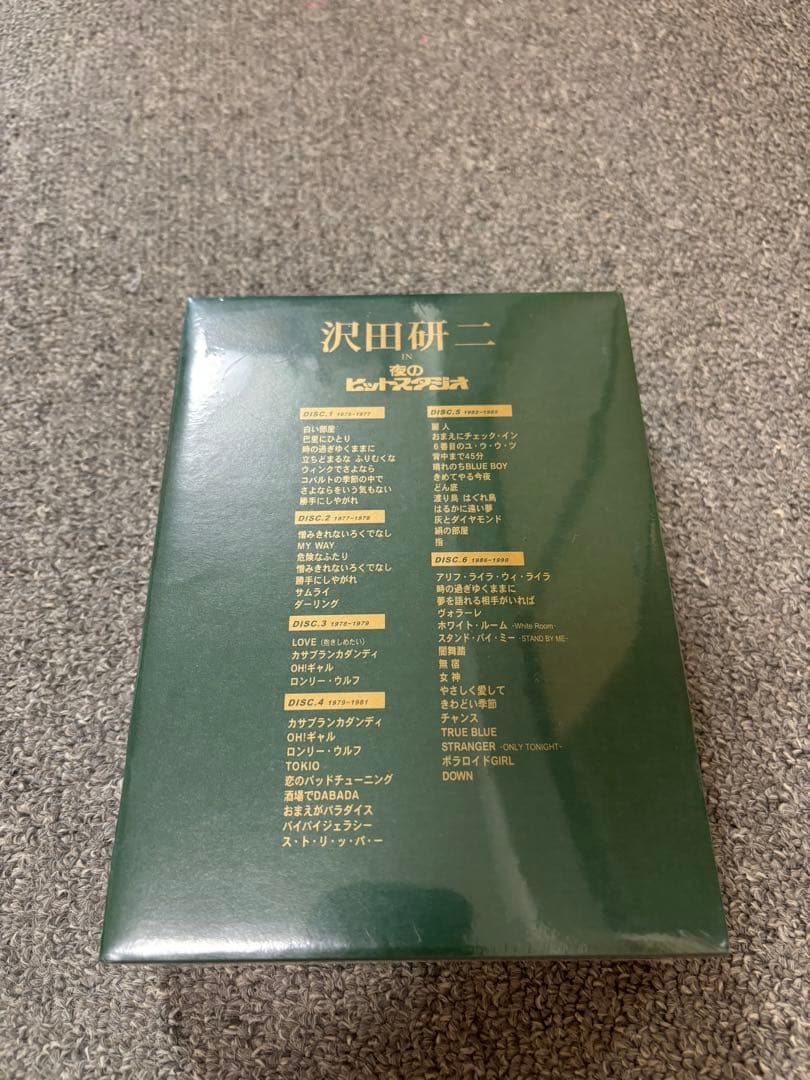 沢田研二
IN
夜の
ヒットスタジオ
DISC.1 1975-1977
白い部屋
巴里にひとり
時の過ぎゆくままに
立ちどまるな ふりむくな
ウィンクでさよなら
コバルトの季節の中で
さよならをいう気もない
勝手にしやがれ
DISC.2 1977-1978
憎みきれないろくでなし
MY WAY
危険なふたり
憎みきれないろくでなし
勝手にしやがれ
サムライ
ダーリング
DISC.3 1978-1979
LOVE (抱きしめたい)
カサブランカダンディ
OH!ギャル
ロンリー・ウルフ
DISC.4 1979-1981
カサブランカダンディ
OH!ギャル
ロンリー・ウルフ
TOKIO
恋のバッドチューニング
酒場でDABADA
おまえがパラダイス
バイバイジェラシー
ス・ト・リ・ッ・パ・ー
DISC.5
麗人
おまえにチェック・イン
6番目のユ・ウ・ウ・ツ
背中まで45分
晴れのちBLUE BOY
きめてやる今夜
どん底
渡り鳥 はぐれ鳥
はるかに遠い夢
灰とダイヤモンド
絹の部屋
指
DISC.6
アリフ・ライラ・ウィ・ライラ
時の過ぎゆくままに
夢を語れる相手がいれば
ヴォラーレ
ホワイト・ルーム -White Room-
スタンド・バイ・ミー -STAND BY ME-
闇舞踏
無宿
女神
やさしく愛して
きわどい季節
チャンス
TRUE BLUE
STRANGER -ONLY TONIGHT-
ポラロイドGIRL
DOWN